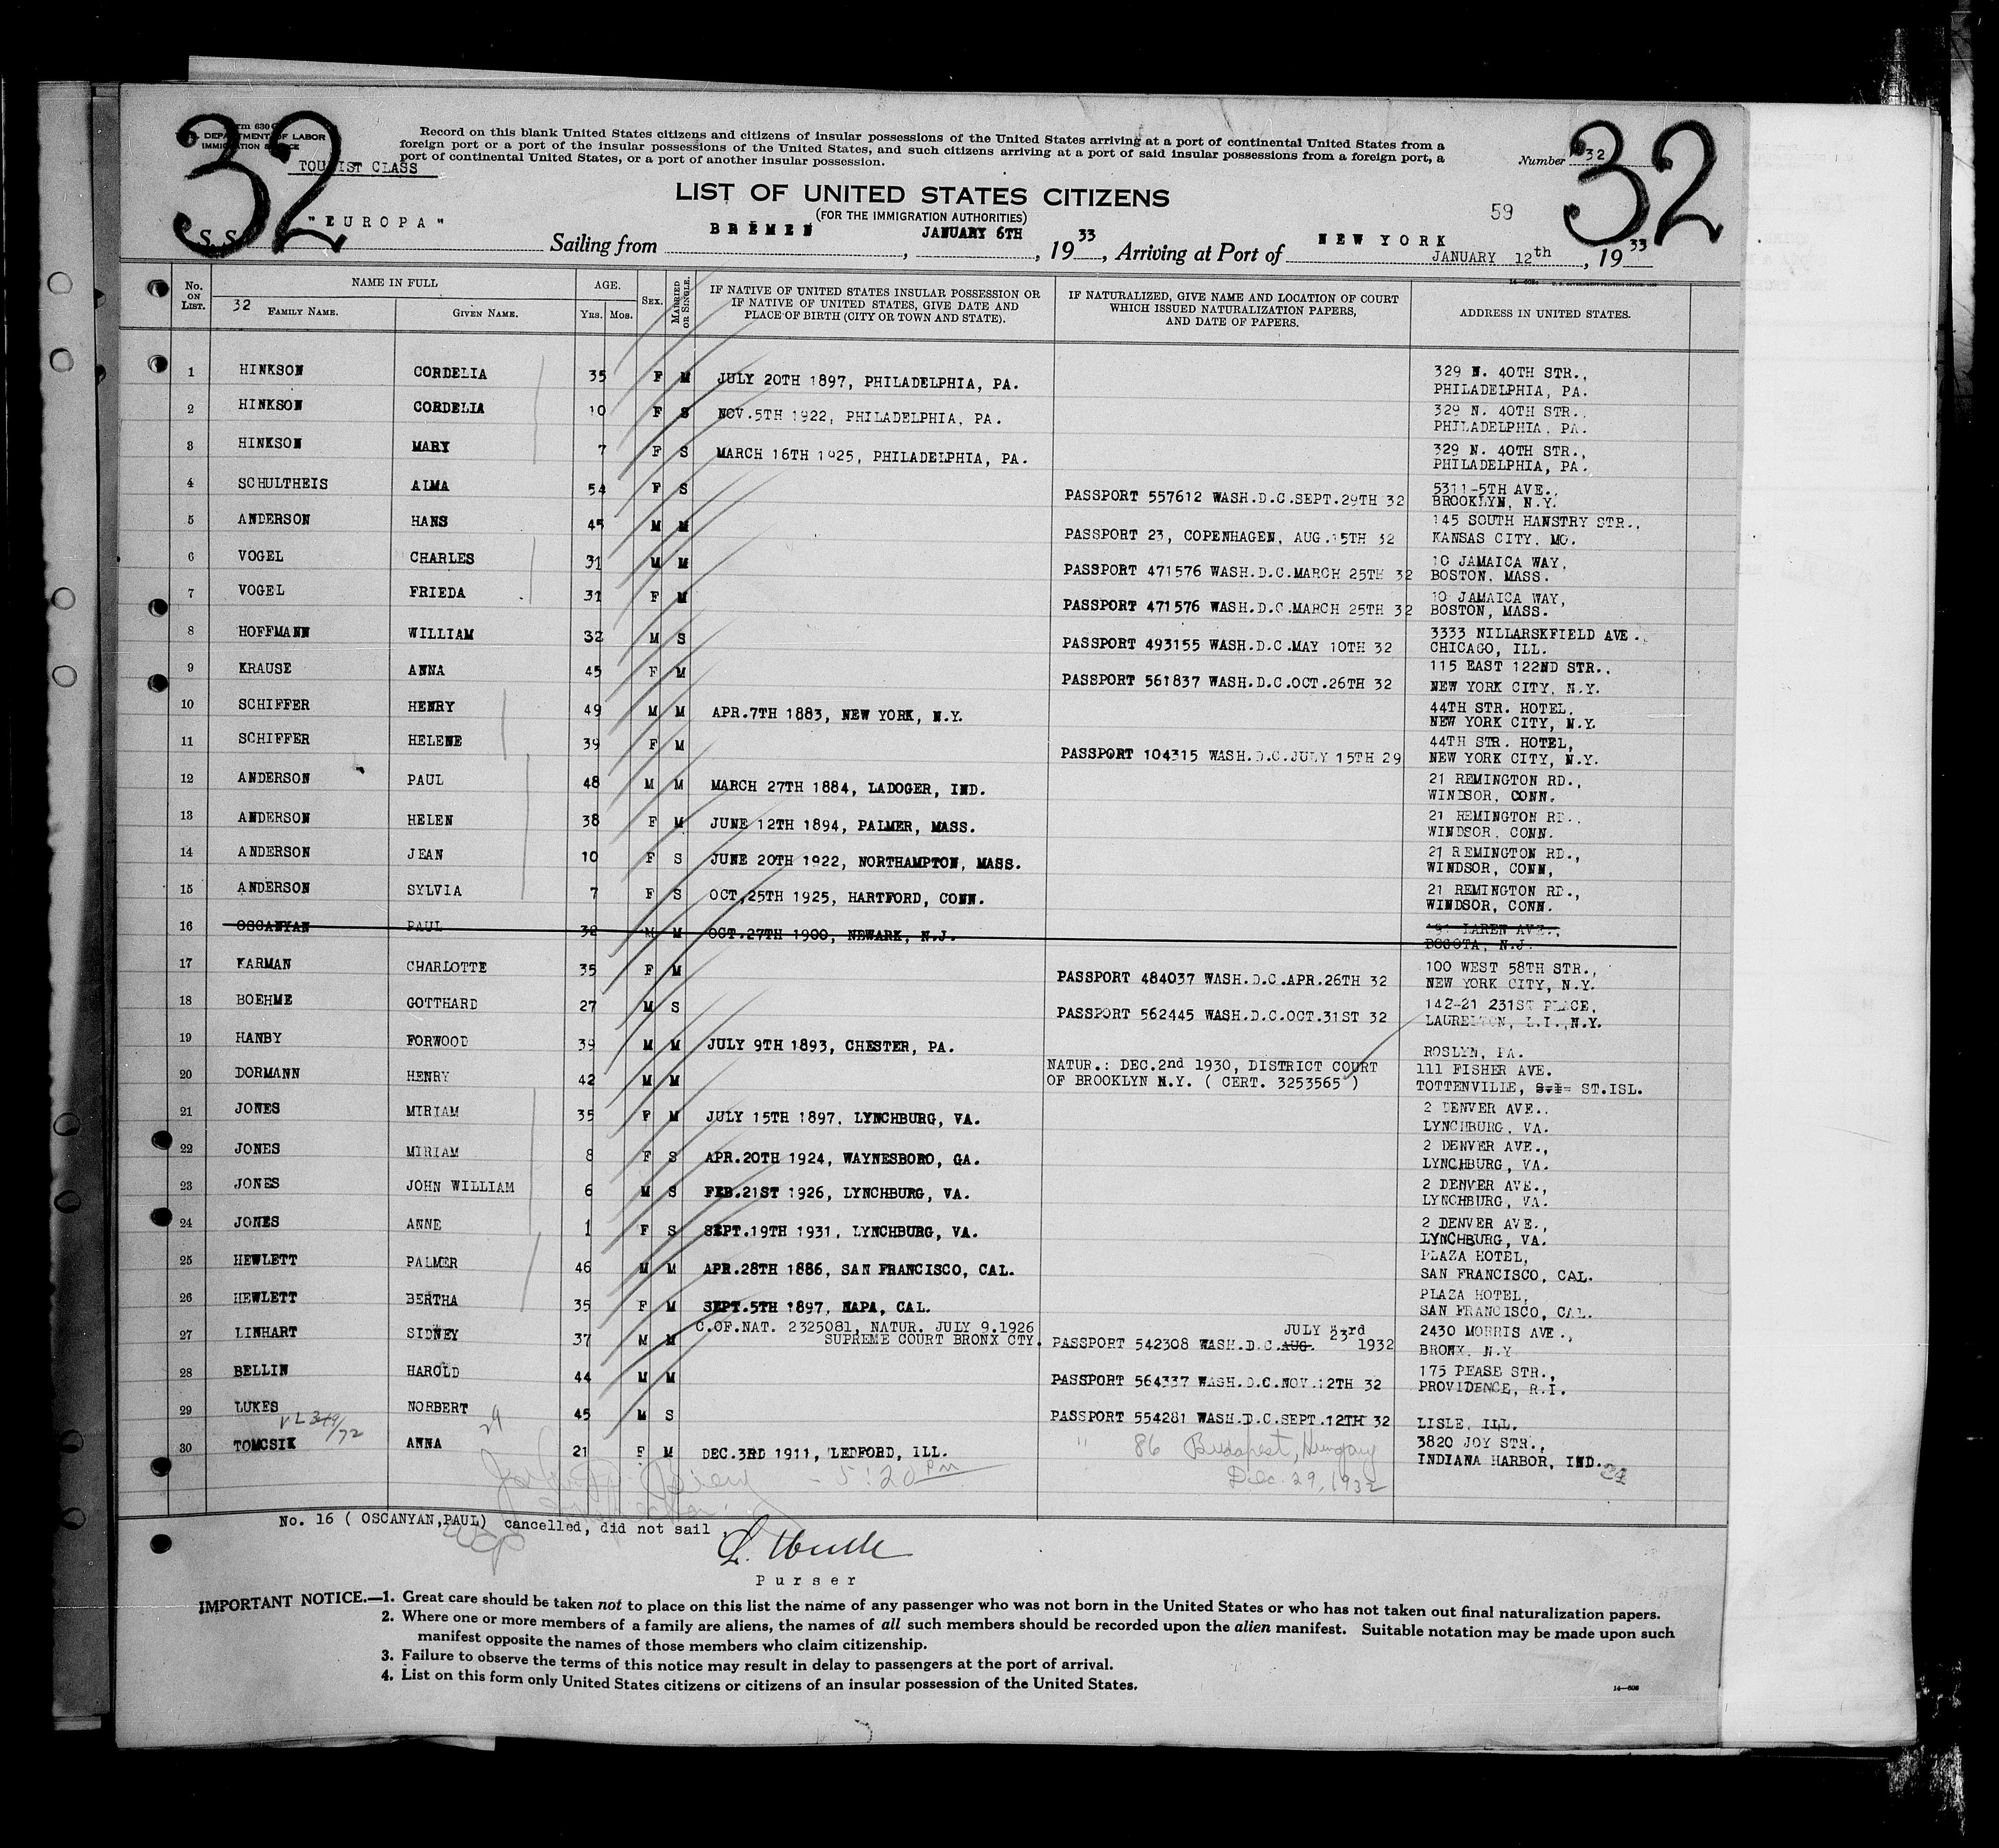 32
Form 630
DEPARTMENT OF LABOR
IMMIGRATION SERVICE
TOURIST CLASS
Record on this blank United States citizens and citizens of insular possessions of the United States arriving at a port of continental United States from a
foreign port or a port of the insular possessions of the United States, and such citizens arriving at a port of said insular possessions from a foreign port, a
port of continental United States, or a port of another insular possession.
Number 32
32
LIST OF UNITED STATES CITIZENS
(FOR THE IMMIGRATION AUTHORITIES)
59
S. S. "EUROPA" Sailing from BREMEN, JANUARY 6TH, 1933, Arriving at Port of NEW YORK JANUARY 12th, 1933
No. ON LIST. NAME IN FULL AGE. SEX. MARRIED OR SINGLE. IF NATIVE OF UNITED STATES INSULAR POSSESSION OR IF NATIVE OF UNITED STATES, GIVE DATE AND PLACE OF BIRTH (CITY OR TOWN AND STATE). IF NATURALIZED, GIVE NAME AND LOCATION OF COURT WHICH ISSUED NATURALIZATION PAPERS, AND DATE OF PAPERS. ADDRESS IN UNITED STATES.
32 FAMILY NAME. GIVEN NAME. YRS. MOS.
1 HINKSON CORDELIA 35 F M JULY 20TH 1897, PHILADELPHIA, PA. 329 N. 40TH STR., PHILADELPHIA, PA.
2 HINKSON CORDELIA 10 F S NOV.5TH 1922, PHILADELPHIA, PA. 329 N. 40TH STR., PHILADELPHIA, PA.
3 HINKSON MARY 7 F S MARCH 16TH 1925, PHILADELPHIA, PA. 329 N. 40TH STR., PHILADELPHIA, PA.
4 SCHULTHEIS ALMA 54 F S PASSPORT 557612 WASH.D.C.SEPT.29TH 32 5311-5TH AVE., BROOKLYN, N.Y.
5 ANDERSON HANS 45 M M PASSPORT 23, COPENHAGEN, AUG.15TH 32 145 SOUTH HANSTRY STR., KANSAS CITY, MO.
6 VOGEL CHARLES 31 M M PASSPORT 471576 WASH.D.C.MARCH 25TH 32 10 JAMAICA WAY, BOSTON, MASS.
7 VOGEL FRIEDA 31 F M PASSPORT 471576 WASH.D.C.MARCH 25TH 32 10 JAMAICA WAY, BOSTON, MASS.
8 HOFFMANN WILLIAM 32 M S PASSPORT 493155 WASH.D.C.MAY 10TH 32 3333 NILLARSKFIELD AVE., CHICAGO, ILL.
9 KRAUSE ANNA 45 F M PASSPORT 561837 WASH.D.C.OCT.26TH 32 115 EAST 122ND STR., NEW YORK CITY, N.Y.
10 SCHIFFER HENRY 49 M M APR.7TH 1883, NEW YORK, N.Y. 44TH STR. HOTEL, NEW YORK CITY, N.Y.
11 SCHIFFER HELENE 39 F M PASSPORT 104315 WASH.D.C.JULY 15TH 29 44TH STR. HOTEL, NEW YORK CITY, N.Y.
12 ANDERSON PAUL 48 M M MARCH 27TH 1884, LADOGER, IND. 21 REMINGTON RD., WINDSOR, CONN.
13 ANDERSON HELEN 38 F M JUNE 12TH 1894, PALMER, MASS. 21 REMINGTON RD., WINDSOR, CONN.
14 ANDERSON JEAN 10 F S JUNE 20TH 1922, NORTHAMPTON, MASS. 21 REMINGTON RD., WINDSOR, CONN,
15 ANDERSON SYLVIA 7 F S OCT,25TH 1925, HARTFORD, CONN. 21 REMINGTON RD., WINDSOR, CONN.
16 OSCANYAN PAUL 32 M M OCT.27TH 1900, NEWARK, N.J. 191 LAREN AVE., BOGOTA, N.J.
17 KARMAN CHARLOTTE 35 F M PASSPORT 484037 WASH.D.C.APR.26TH 32 100 WEST 58TH STR., NEW YORK CITY, N.Y.
18 BOEHME GOTTHARD 27 M S PASSPORT 562445 WASH.D.C.OCT.31ST 32 142-21 231ST PLACE, LAURELTON, L.I.,N.Y.
19 HANBY FORWOOD 39 M M JULY 9TH 1893, CHESTER, PA. ROSLYN, PA.
20 DORMANN HENRY 42 M M NATUR.: DEC.2nd 1930, DISTRICT COURT OF BROOKLYN N.Y. ( CERT. 3253565 ) 111 FISHER AVE. TOTTENVILLE, S.I= ST.ISL.
21 JONES MIRIAM 35 F M JULY 15TH 1897, LYNCHBURG, VA. 2 DENVER AVE., LYNCHBURG, VA.
22 JONES MIRIAM 8 F S APR.20TH 1924, WAYNESBORO, GA. 2 DENVER AVE., LYNCHBURG, VA.
23 JONES JOHN WILLIAM 6 M S FEB.21ST 1926, LYNCHBURG, VA. 2 DENVER AVE., LYNCHBURG, VA.
24 JONES ANNE 1 F S SEPT.19TH 1931, LYNCHBURG, VA. 2 DENVER AVE., LYNCHBURG, VA.
25 HEWLETT PALMER 46 M M APR.28TH 1886, SAN FRANCISCO, CAL. PLAZA HOTEL, SAN FRANCISCO, CAL.
26 HEWLETT BERTHA 35 F M SEPT.5TH 1897, NAPA, CAL. PLAZA HOTEL, SAN FRANCISCO, CAL.
27 LINHART SIDNEY 37 M M C.OF.NAT. 2325081, NATUR. JULY 9.1926 SUPREME COURT BRONX CTY. PASSPORT 542308 WASH.D.C.AUG. JULY 23rd 1932 2430 MORRIS AVE., BRONX, N.Y
28 BELLIN HAROLD 44 M M PASSPORT 564337 WASH.D.C.NOV.12TH 32 175 PEASE STR., PROVIDENCE, R.I.
29 LUKES NORBERT 45 M S PASSPORT 554281 WASH.D.C.SEPT.12TH 32 LISLE, ILL.
30 TOMCSIK ANNA 21 F M DEC.3RD 1911, LEDFORD, ILL. " 86 Budapest, Hungary Dec. 29, 1932 3820 JOY STR., INDIANA HARBOR, IND.
29
- 5:20 PM
No. 16 ( OSCANYAN,PAUL) cancelled, did not sail
Purser
IMPORTANT NOTICE.—1. Great care should be taken not to place on this list the name of any passenger who was not born in the United States or who has not taken out final naturalization papers.
2. Where one or more members of a family are aliens, the names of all such members should be recorded upon the alien manifest. Suitable notation may be made upon such
manifest opposite the names of those members who claim citizenship.
3. Failure to observe the terms of this notice may result in delay to passengers at the port of arrival.
4. List on this form only United States citizens or citizens of an insular possession of the United States.
14—608